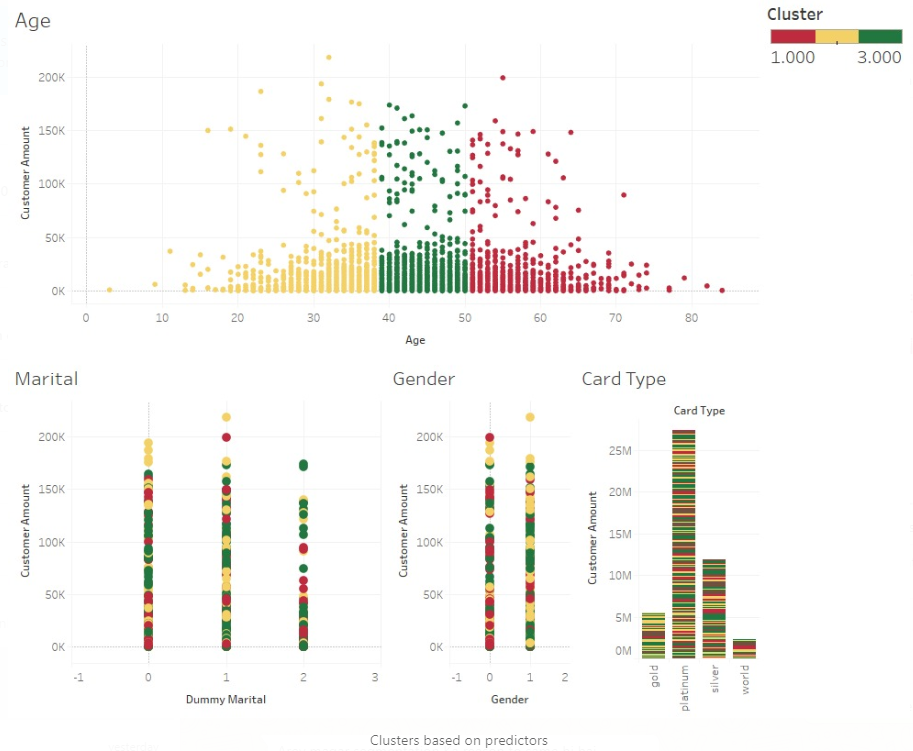 Age
Cluster
1.000 3.000
Customer Amount
200K
150K
100K
50K
0K
0 10 20 30 40 50 60 70 80
Age
Marital
Customer Amount
200K
150K
100K
50K
0K
-1 0 1 2 3
Dummy Marital
Gender
Customer Amount
200K
150K
100K
50K
0K
-1 0 1 2
Gender
Card Type
Card Type
Customer Amount
25M
20M
15M
10M
5M
0M
gold platinum silver world
Clusters based on predictors